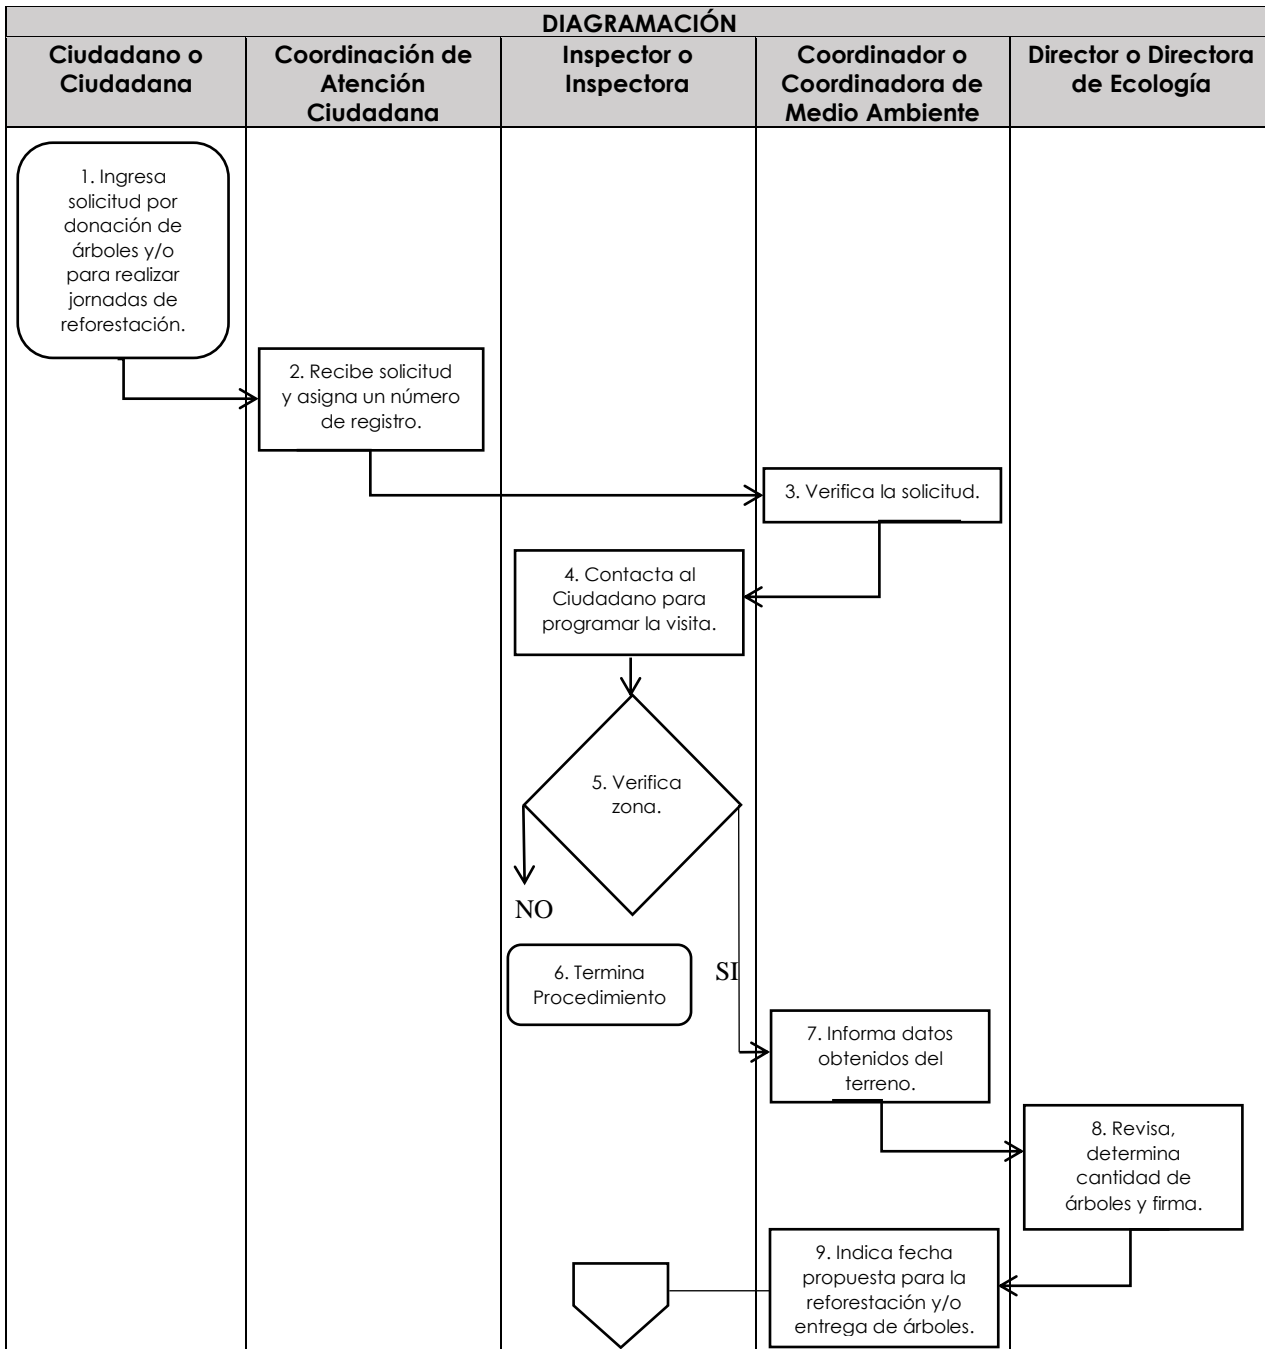 DIAGRAMACIÓN
Ciudadano o
Ciudadana
Coordinación de
Atención
Ciudadana
Inspector o
Inspectora
Coordinador o
Coordinadora de
Medio Ambiente
Director o Directora
de Ecología
1. Ingresa
solicitud por
donación de
árboles y/o
para realizar
jornadas de
reforestación.
2. Recibe solicitud
y asigna un número
de registro.
3. Verifica la solicitud.
4. Contacta al
Ciudadano para
programar la visita.
5. Verifica
zona.
NO
6. Termina
Procedimiento
SI
7. Informa datos
obtenidos del
terreno.
8. Revisa,
determina
cantidad de
árboles y firma.
9. Indica fecha
propuesta para la
reforestación y/o
entrega de árboles.